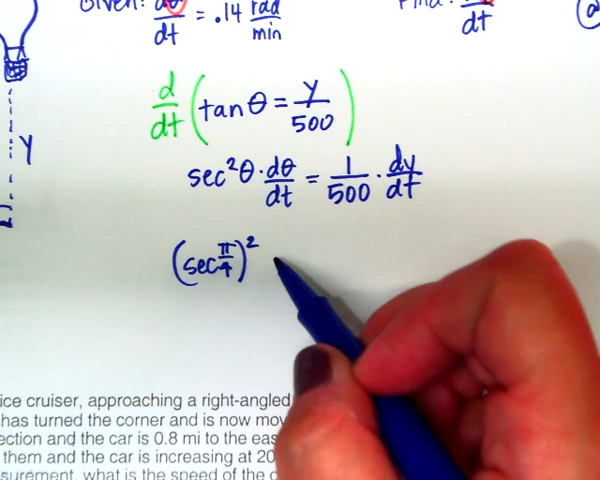 Given: dθ/dt = .14 rad/min Find: dt
d/dt (tan θ = y/500)
y
sec²θ · dθ/dt = 1/500 · dy/dt
(sec π/4)²
ice cruiser, approaching a right-angled
has turned the corner and is now mov
ection and the car is 0.8 mi to the eas
them and the car is increasing at 20
surement, what is the speed of the c